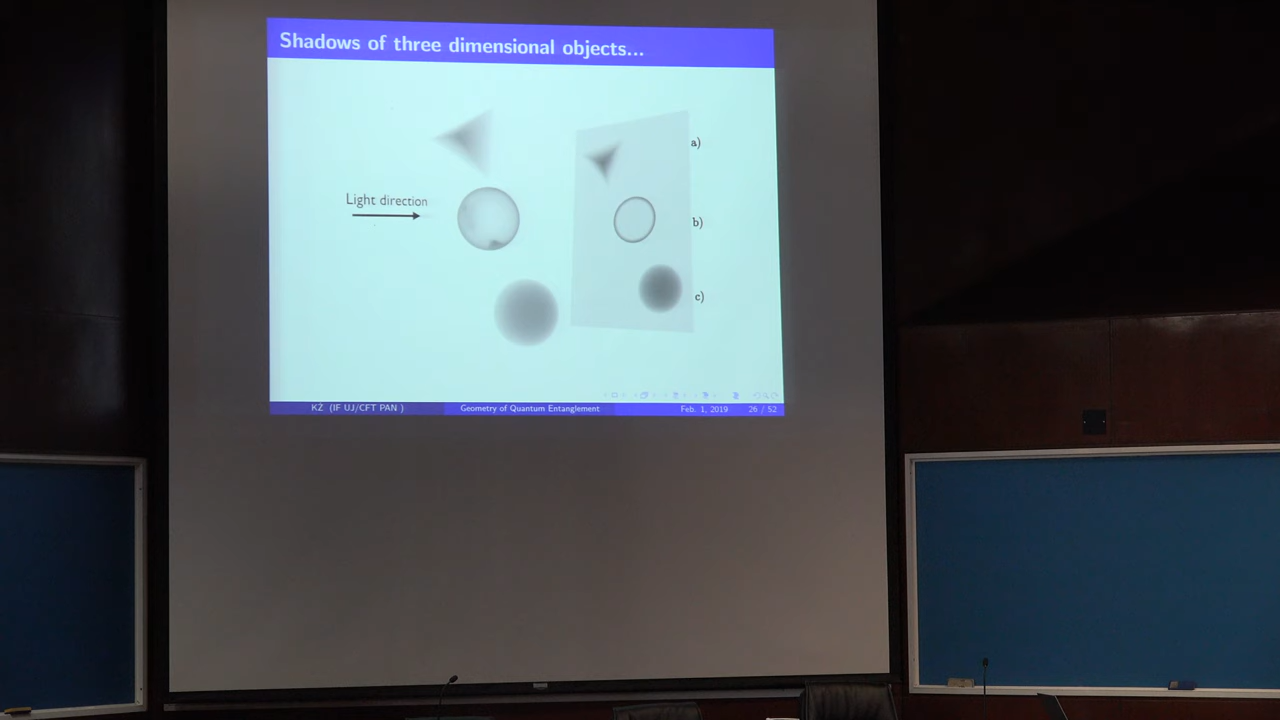 Shadows of three dimensional objects...
a)
Light direction
b)
c)
KŻ (IF UJ/CFT PAN )
Geometry of Quantum Entanglement
Feb. 1, 2019
26 / 52